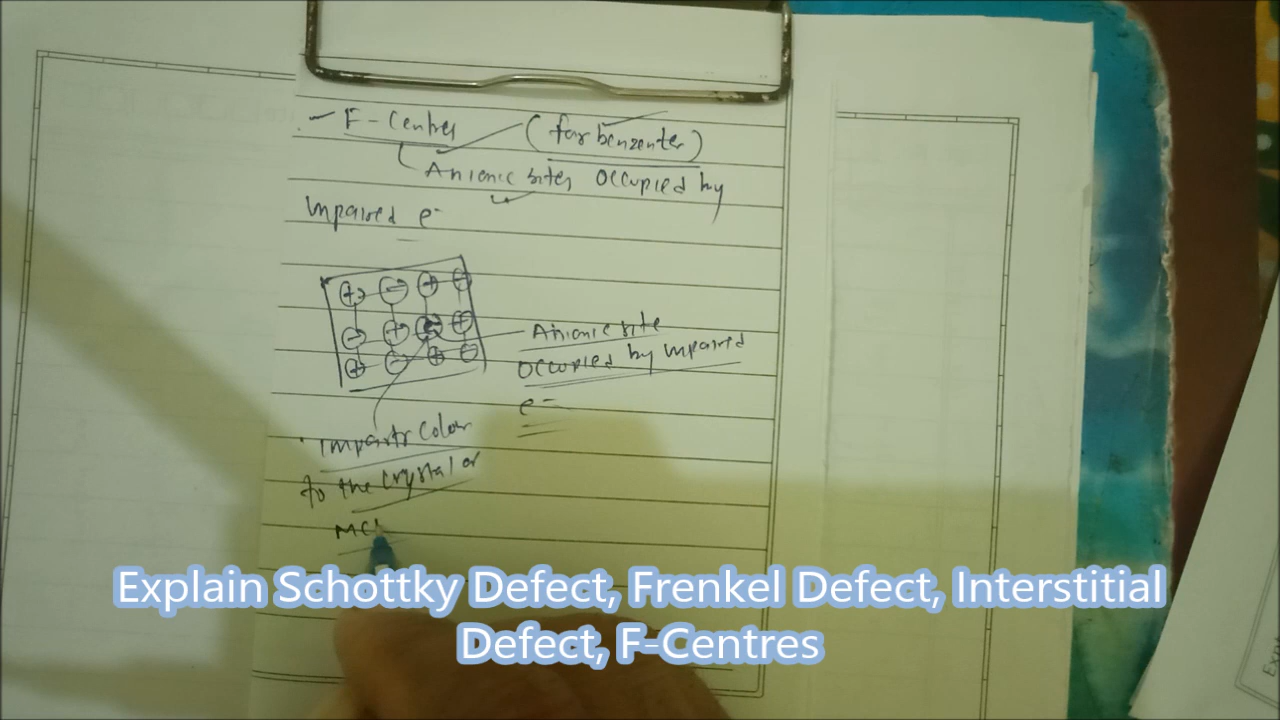 F-Centres (farbenzenter)
Anionic sites Occupied by
unpaired e-
+ - + -
- + - +
+ - + -
Anionic site
Occupied by unpaired
e-
Imparts Color
to the Crystal or
MCl
Explain Schottky Defect, Frenkel Defect, Interstitial
Defect, F-Centres